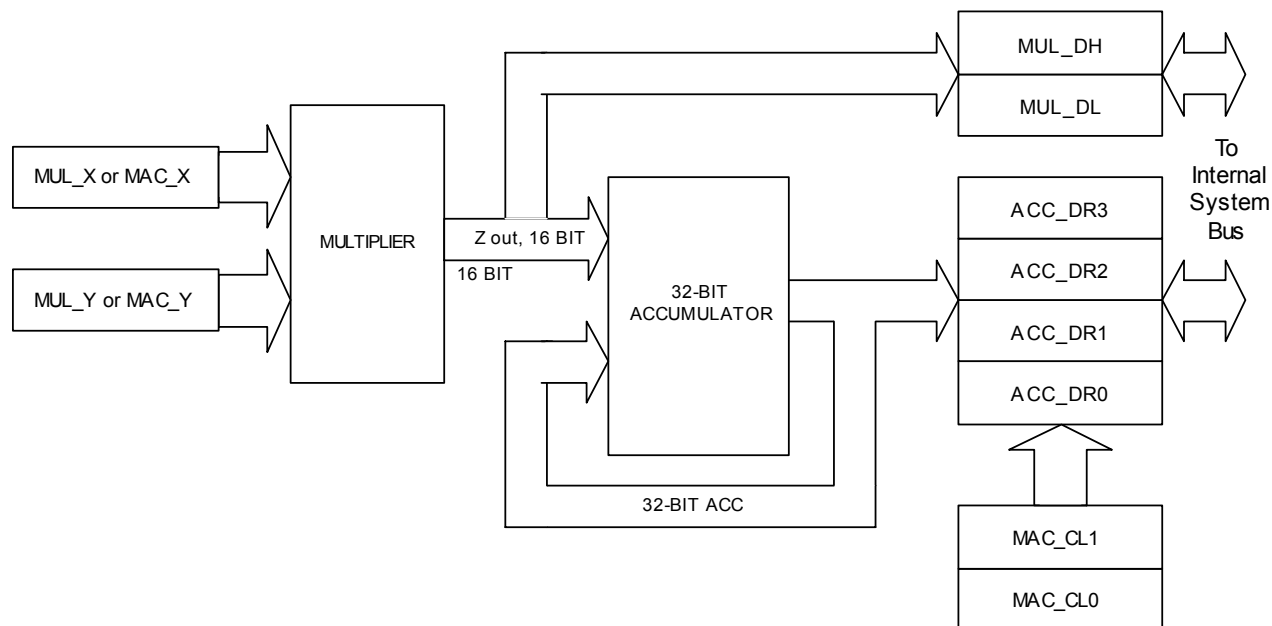 MUL_DH
MUL_DL
MUL_X or MAC_X
MUL_Y or MAC_Y
MULTIPLIER
Z out, 16 BIT
16 BIT
32-BIT
ACCUMULATOR
32-BIT ACC
ACC_DR3
ACC_DR2
ACC_DR1
ACC_DR0
To
Internal
System
Bus
MAC_CL1
MAC_CL0